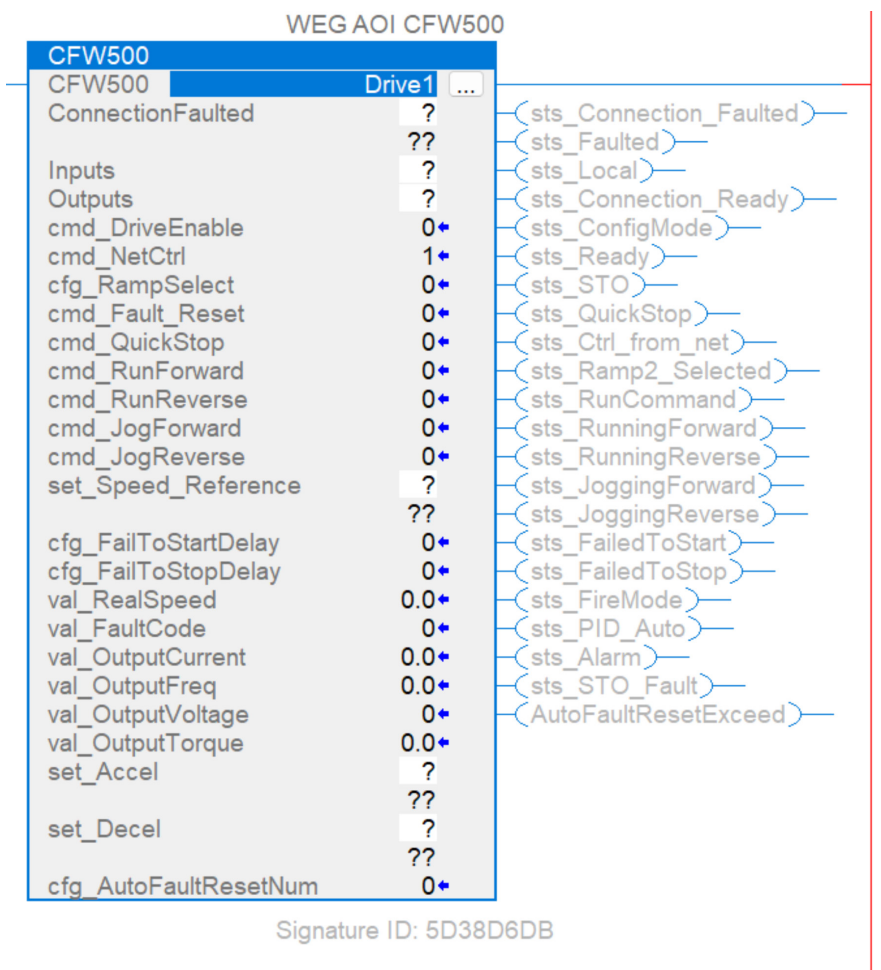 WEG AOI CFW500
CFW500
CFW500 Drive1 ...
ConnectionFaulted ? sts_Connection_Faulted
?? sts_Faulted
Inputs ? sts_Local
Outputs ? sts_Connection_Ready
cmd_DriveEnable 0 sts_ConfigMode
cmd_NetCtrl 1 sts_Ready
cfg_RampSelect 0 sts_STO
cmd_Fault_Reset 0 sts_QuickStop
cmd_QuickStop 0 sts_Ctrl_from_net
cmd_RunForward 0 sts_Ramp2_Selected
cmd_RunReverse 0 sts_RunCommand
cmd_JogForward 0 sts_RunningForward
cmd_JogReverse 0 sts_RunningReverse
set_Speed_Reference ? sts_JoggingForward
?? sts_JoggingReverse
cfg_FailToStartDelay 0 sts_FailedToStart
cfg_FailToStopDelay 0 sts_FailedToStop
val_RealSpeed 0.0 sts_FireMode
val_FaultCode 0 sts_PID_Auto
val_OutputCurrent 0.0 sts_Alarm
val_OutputFreq 0.0 sts_STO_Fault
val_OutputVoltage 0 AutoFaultResetExceed
val_OutputTorque 0.0
set_Accel ?
??
set_Decel ?
??
cfg_AutoFaultResetNum 0
Signature ID: 5D38D6DB